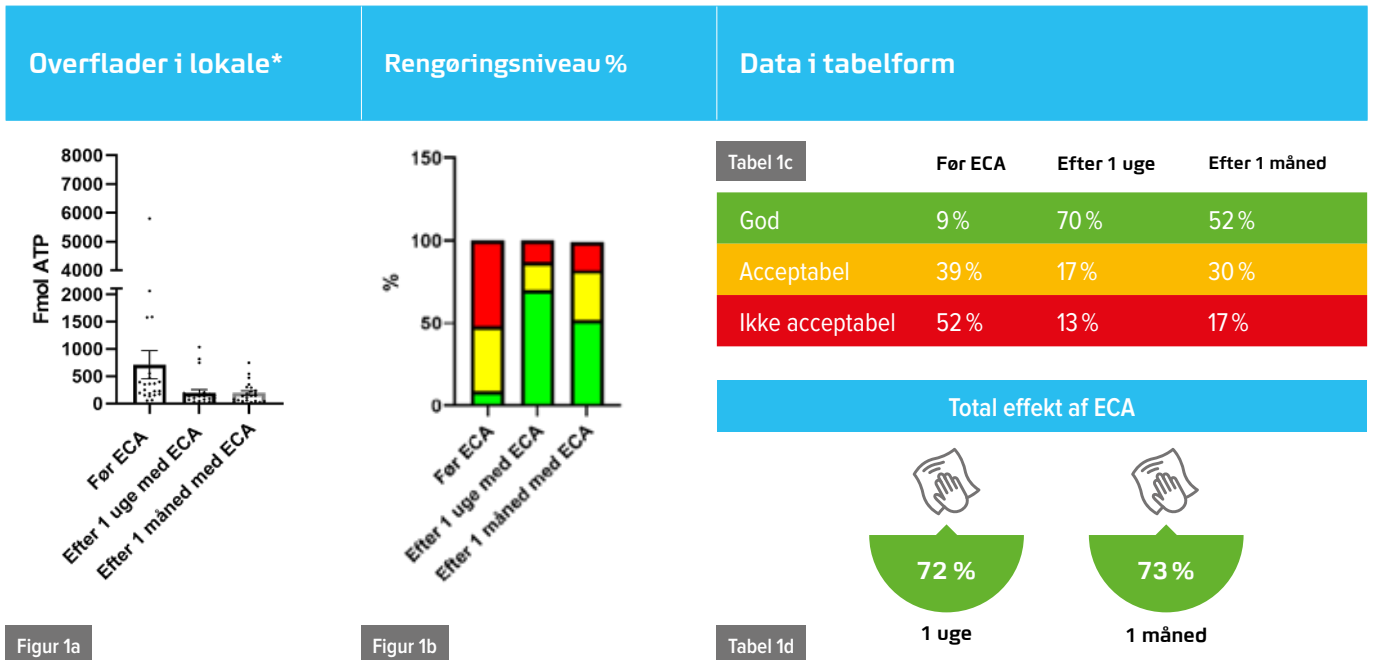 Overflader i lokale*
Rengøringsniveau %
Data i tabelform
8000
7000
6000
5000
4000
2000
1500
1000
500
0
Fmol ATP
Før ECA
Efter 1 uge med ECA
Efter 1 måned med ECA
Figur 1a
150
100
50
0
%
Før ECA
Efter 1 uge med ECA
Efter 1 måned med ECA
Figur 1b
Tabel 1c Før ECA Efter 1 uge Efter 1 måned
God 9 % 70 % 52 %
Acceptabel 39 % 17 % 30 %
Ikke acceptabel 52 % 13 % 17 %
Total effekt af ECA
72 % 73 %
1 uge 1 måned
Tabel 1d